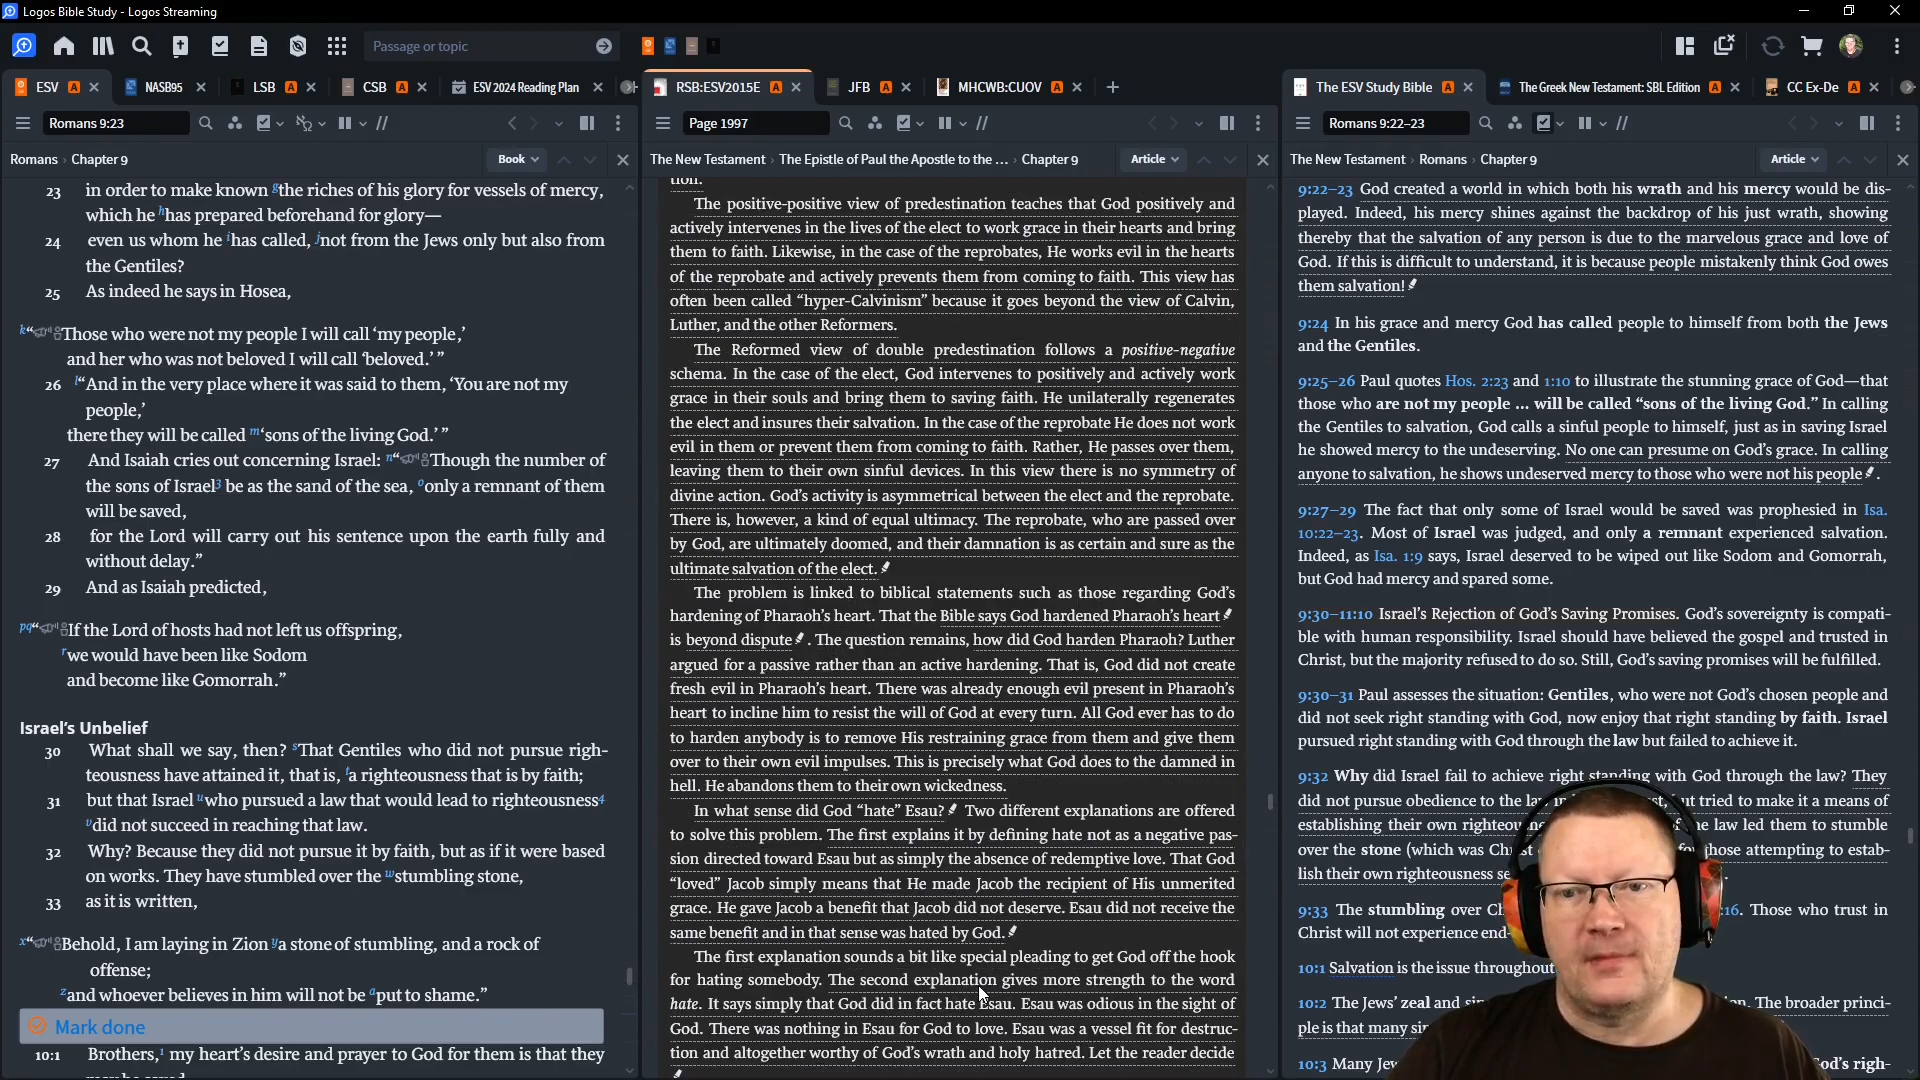 Logos Bible Study - Logos Streaming
Passage or topic
ESV A
NASB95
LSB A
CSB A
ESV 2024 Reading Plan
Romans 9:23
Romans › Chapter 9
Book
23 in order to make known g the riches of his glory for vessels of mercy,
which he h has prepared beforehand for glory—
24 even us whom he i has called, j not from the Jews only but also from
the Gentiles?
25 As indeed he says in Hosea,
k “Those who were not my people I will call ‘my people,’
and her who was not beloved I will call ‘beloved.’ ”
26 l “And in the very place where it was said to them, ‘You are not my
people,’
there they will be called m ‘sons of the living God.’ ”
27 And Isaiah cries out concerning Israel: n “Though the number of
the sons of Israel3 be as the sand of the sea, o only a remnant of them
will be saved,
28 for the Lord will carry out his sentence upon the earth fully and
without delay.”
29 And as Isaiah predicted,
pq “If the Lord of hosts had not left us offspring,
r we would have been like Sodom
and become like Gomorrah.”
Israel’s Unbelief
30 What shall we say, then? s That Gentiles who did not pursue righ-
teousness have attained it, that is, t a righteousness that is by faith;
31 but that Israel u who pursued a law that would lead to righteousness4
v did not succeed in reaching that law.
32 Why? Because they did not pursue it by faith, but as if it were based
on works. They have stumbled over the w stumbling stone,
33 as it is written,
x “Behold, I am laying in Zion y a stone of stumbling, and a rock of
offense;
z and whoever believes in him will not be a put to shame.”
Mark done
10:1 Brothers,1 my heart’s desire and prayer to God for them is that they
RSB:ESV2015E A
JFB A
MHCWB:CUOV A
Page 1997
The New Testament › The Epistle of Paul the Apostle to the ... › Chapter 9
Article
tion.
The positive-positive view of predestination teaches that God positively and
actively intervenes in the lives of the elect to work grace in their hearts and bring
them to faith. Likewise, in the case of the reprobates, He works evil in the hearts
of the reprobate and actively prevents them from coming to faith. This view has
often been called “hyper-Calvinism” because it goes beyond the view of Calvin,
Luther, and the other Reformers.
The Reformed view of double predestination follows a positive-negative
schema. In the case of the elect, God intervenes to positively and actively work
grace in their souls and bring them to saving faith. He unilaterally regenerates
the elect and insures their salvation. In the case of the reprobate He does not work
evil in them or prevent them from coming to faith. Rather, He passes over them,
leaving them to their own sinful devices. In this view there is no symmetry of
divine action. God’s activity is asymmetrical between the elect and the reprobate.
There is, however, a kind of equal ultimacy. The reprobate, who are passed over
by God, are ultimately doomed, and their damnation is as certain and sure as the
ultimate salvation of the elect.
The problem is linked to biblical statements such as those regarding God’s
hardening of Pharaoh’s heart. That the Bible says God hardened Pharaoh’s heart
is beyond dispute. The question remains, how did God harden Pharaoh? Luther
argued for a passive rather than an active hardening. That is, God did not create
fresh evil in Pharaoh’s heart. There was already enough evil present in Pharaoh’s
heart to incline him to resist the will of God at every turn. All God ever has to do
to harden anybody is to remove His restraining grace from them and give them
over to their own evil impulses. This is precisely what God does to the damned in
hell. He abandons them to their own wickedness.
In what sense did God “hate” Esau? Two different explanations are offered
to solve this problem. The first explains it by defining hate not as a negative pas-
sion directed toward Esau but as simply the absence of redemptive love. That God
“loved” Jacob simply means that He made Jacob the recipient of His unmerited
grace. He gave Jacob a benefit that Jacob did not deserve. Esau did not receive the
same benefit and in that sense was hated by God.
The first explanation sounds a bit like special pleading to get God off the hook
for hating somebody. The second explanation gives more strength to the word
hate. It says simply that God did in fact hate Esau. Esau was odious in the sight of
God. There was nothing in Esau for God to love. Esau was a vessel fit for destruc-
tion and altogether worthy of God’s wrath and holy hatred. Let the reader decide
The ESV Study Bible A
The Greek New Testament: SBL Edition A
CC Ex-De A
Romans 9:22–23
The New Testament › Romans › Chapter 9
Article
9:22–23 God created a world in which both his wrath and his mercy would be dis-
played. Indeed, his mercy shines against the backdrop of his just wrath, showing
thereby that the salvation of any person is due to the marvelous grace and love of
God. If this is difficult to understand, it is because people mistakenly think God owes
them salvation!
9:24 In his grace and mercy God has called people to himself from both the Jews
and the Gentiles.
9:25–26 Paul quotes Hos. 2:23 and 1:10 to illustrate the stunning grace of God—that
those who are not my people ... will be called “sons of the living God.” In calling
the Gentiles to salvation, God calls a sinful people to himself, just as in saving Israel
he showed mercy to the undeserving. No one can presume on God’s grace. In calling
anyone to salvation, he shows undeserved mercy to those who were not his people.
9:27–29 The fact that only some of Israel would be saved was prophesied in Isa.
10:22–23. Most of Israel was judged, and only a remnant experienced salvation.
Indeed, as Isa. 1:9 says, Israel deserved to be wiped out like Sodom and Gomorrah,
but God had mercy and spared some.
9:30–11:10 Israel’s Rejection of God’s Saving Promises. God’s sovereignty is compati-
ble with human responsibility. Israel should have believed the gospel and trusted in
Christ, but the majority refused to do so. Still, God’s saving promises will be fulfilled.
9:30–31 Paul assesses the situation: Gentiles, who were not God’s chosen people and
did not seek right standing with God, now enjoy that right standing by faith. Israel
pursued right standing with God through the law but failed to achieve it.
9:32 Why did Israel fail to achieve right standing with God through the law? They
did not pursue obedience to the law in but tried to make it a means of
establishing their own the law led them to stumble
over the stone (which was those attempting to estab-
lish their own righteousness
9:33 The stumbling over :16. Those who trust in
Christ will not experience
10:1 Salvation is the issue throughout
10:2 The Jews’ zeal and The broader princi-
ple is that many
10:3 Many God’s righ-